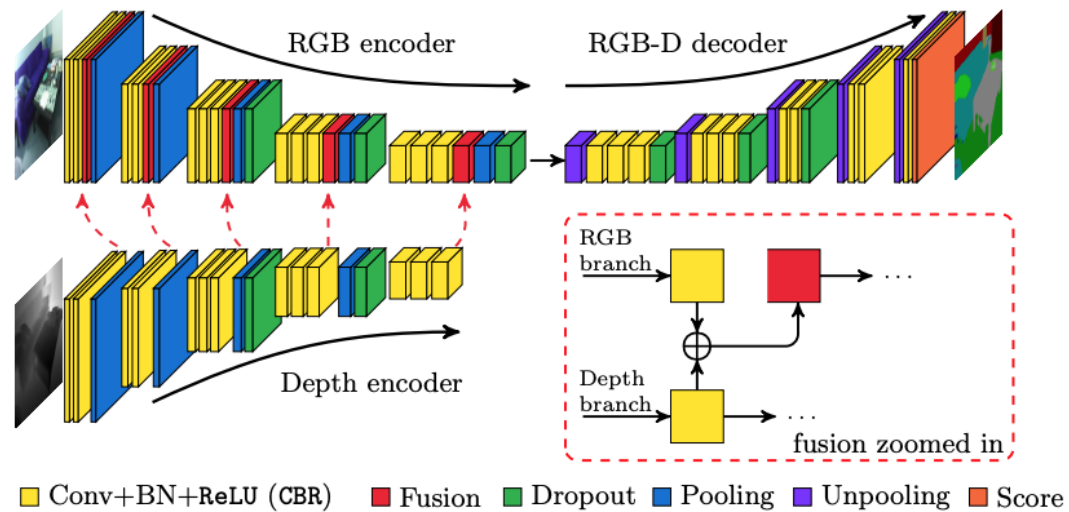 RGB encoder
RGB-D decoder
Depth encoder
RGB
branch
...
Depth
branch
...
fusion zoomed in
Conv+BN+ReLU (CBR)
Fusion
Dropout
Pooling
Unpooling
Score